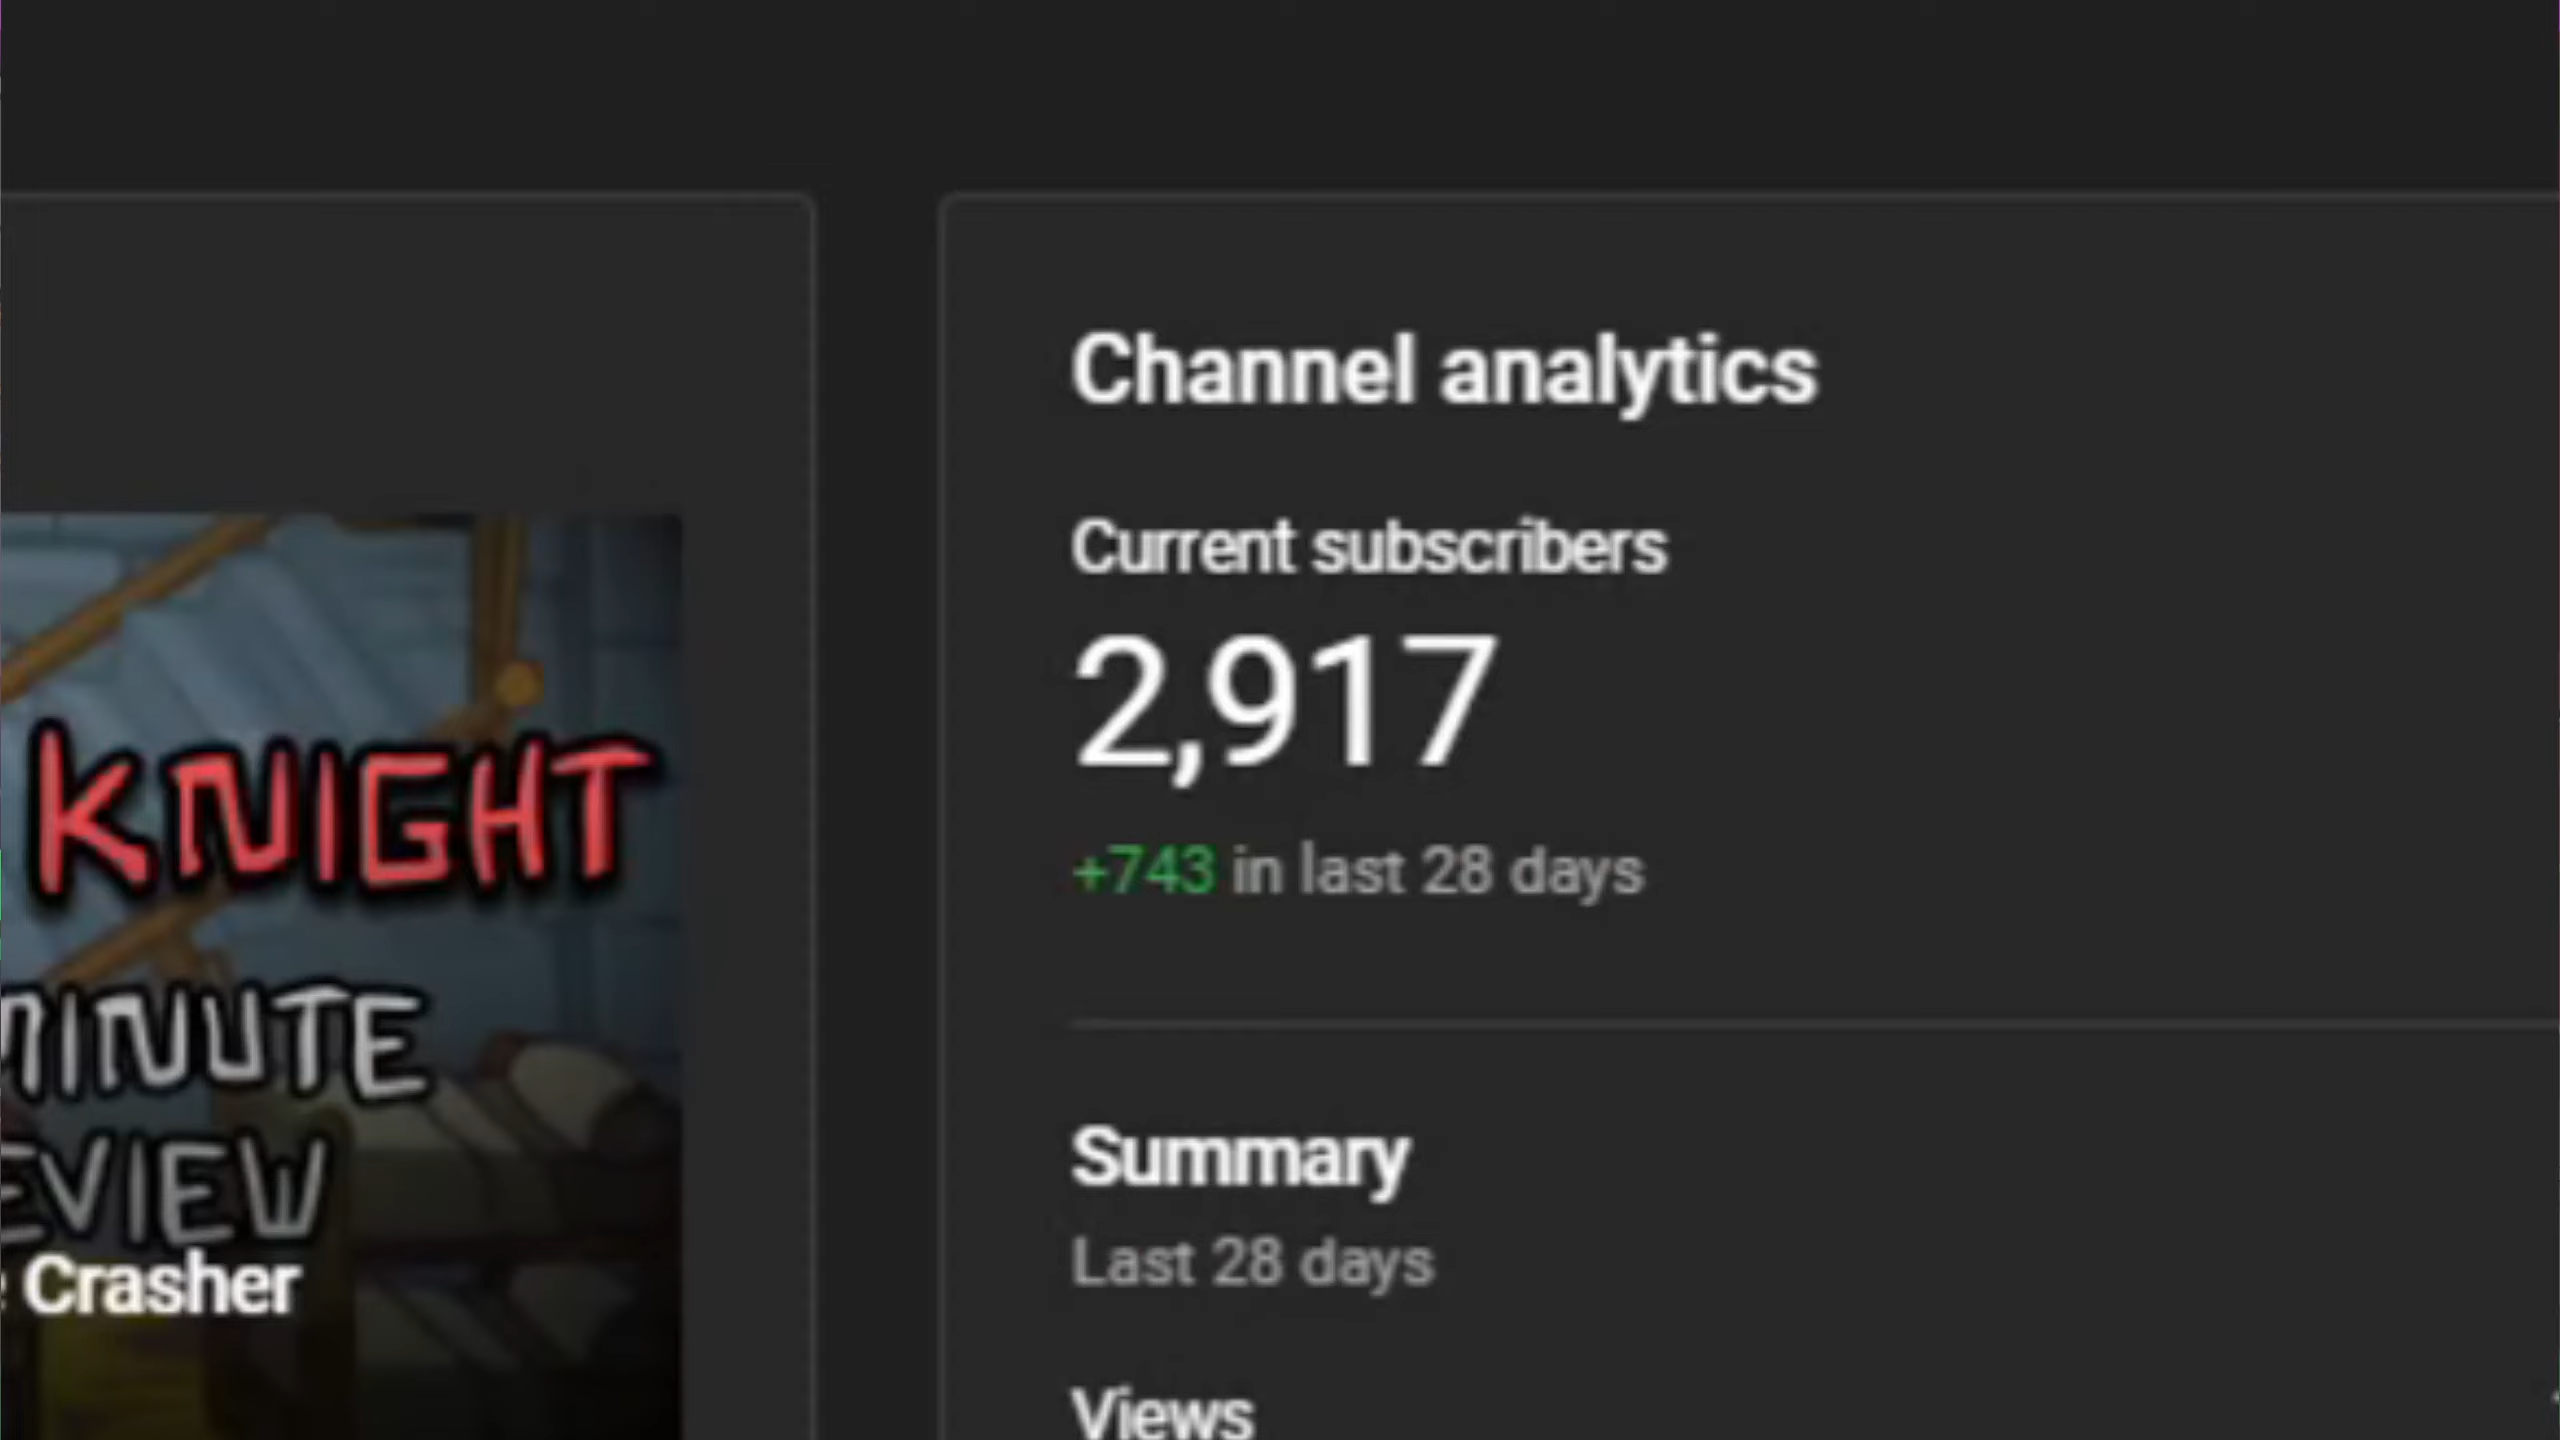 KNIGHT
MINUTE
EVIEW
Crasher
Channel analytics
Current subscribers
2,917
+743 in last 28 days
Summary
Last 28 days
Views